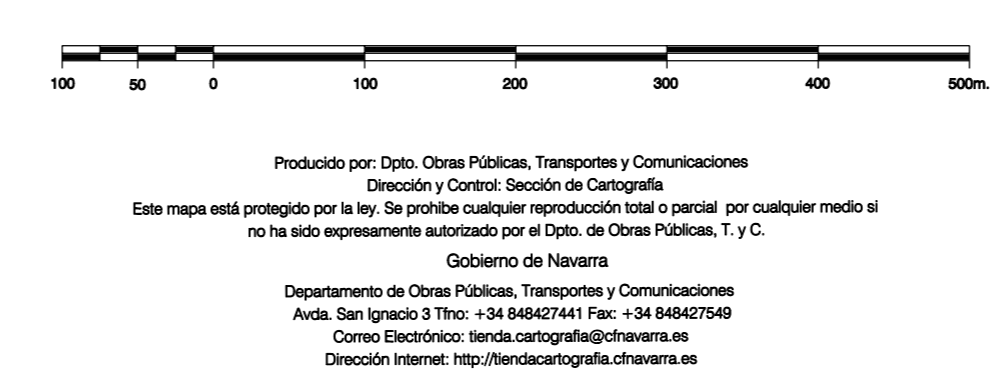 100 50 0 100 200 300 400 500m.
Producido por: Dpto. Obras Públicas, Transportes y Comunicaciones
Dirección y Control: Sección de Cartografía
Este mapa está protegido por la ley. Se prohibe cualquier reproducción total o parcial por cualquier medio si
no ha sido expresamente autorizado por el Dpto. de Obras Públicas, T. y C.
Gobierno de Navarra
Departamento de Obras Públicas, Transportes y Comunicaciones
Avda. San Ignacio 3 Tfno: +34 848427441 Fax: +34 848427549
Correo Electrónico: tienda.cartografia@cfnavarra.es
Dirección Internet: http://tiendacartografia.cfnavarra.es